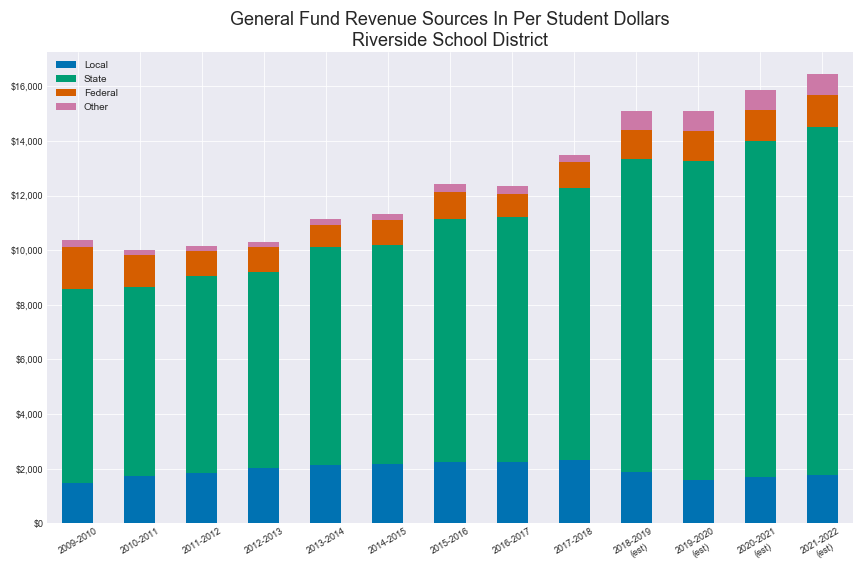 General Fund Revenue Sources In Per Student Dollars
Riverside School District
Local
State
Federal
Other
$16,000
$14,000
$12,000
$10,000
$8,000
$6,000
$4,000
$2,000
$0
2009-2010
2010-2011
2011-2012
2012-2013
2013-2014
2014-2015
2015-2016
2016-2017
2017-2018
2018-2019
(est)
2019-2020
(est)
2020-2021
(est)
2021-2022
(est)